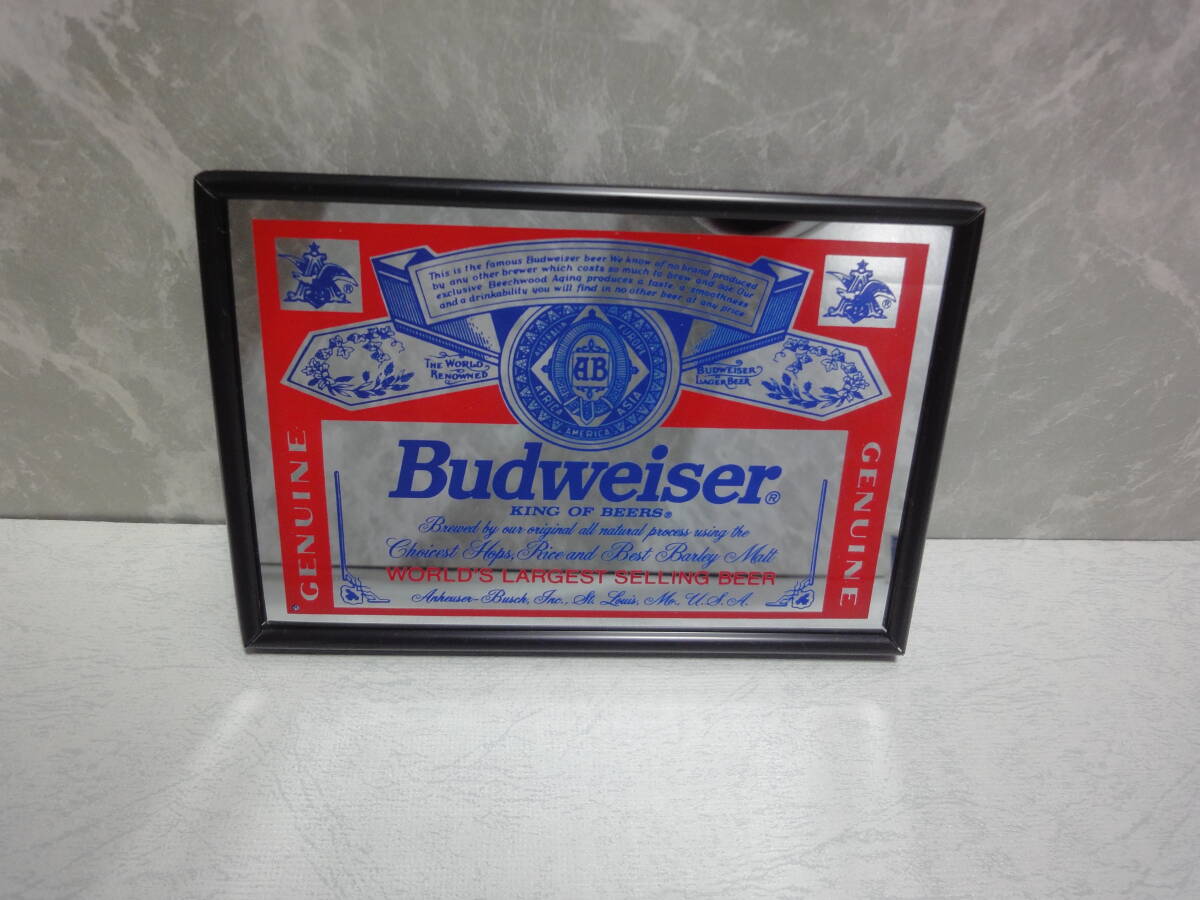 This is the famous Budweiser beer. We know of no brand produced
by any other brewer which costs so much to brew and age. Our
exclusive Beechwood Aging produces a taste, a smoothness
and a drinkability you will find in no other beer at any price.
®
®
THE WORLD
RENOWNED
BUDWEISER
LAGER BEER
AUSTRALIA
EUROPE
AB
AFRICA
ASIA
AMERICA
GENUINE
GENUINE
Budweiser®
KING OF BEERS®
Brewed by our original all natural process using the
Choicest Hops, Rice and Best Barley Malt
WORLD'S LARGEST SELLING BEER
Anheuser-Busch, Inc., St. Louis, Mo., U.S.A.